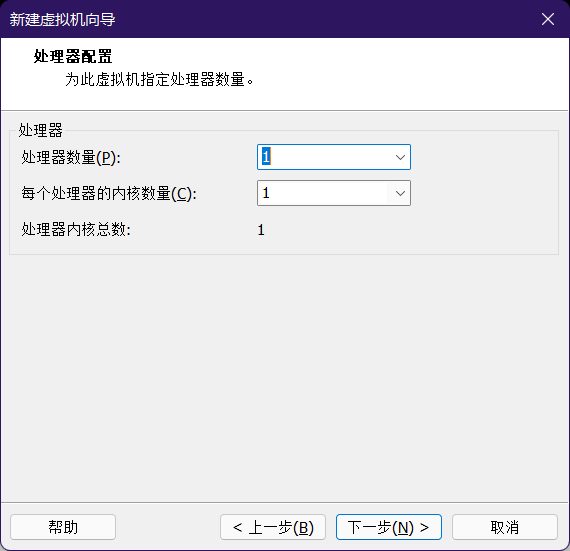 新建虚拟机向导
处理器配置
为此虚拟机指定处理器数量。
处理器
处理器数量(P): 1
每个处理器的内核数量(C): 1
处理器内核总数: 1
帮助 < 上一步(B) 下一步(N) > 取消